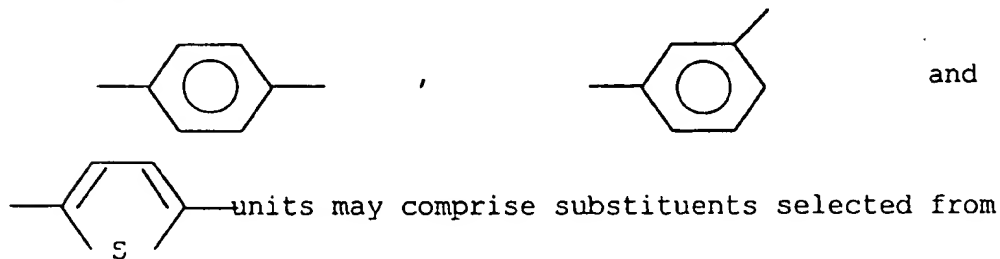 , and
units may comprise substituents selected from
S